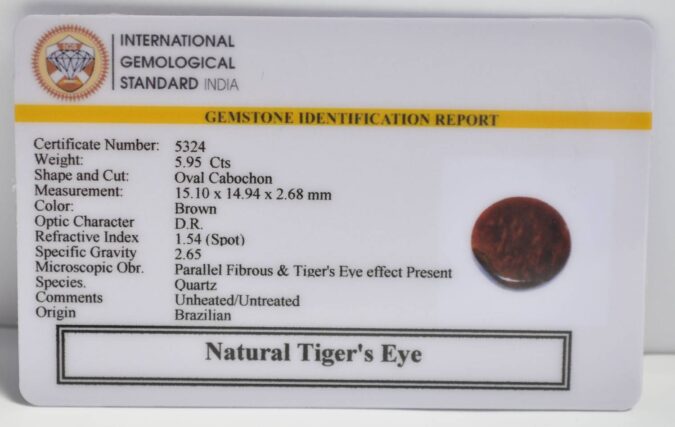 IGS
INTERNATIONAL
GEMOLOGICAL
STANDARD INDIA
GEMSTONE IDENTIFICATION REPORT
Certificate Number: 5324
Weight: 5.95 Cts
Shape and Cut: Oval Cabochon
Measurement: 15.10 x 14.94 x 2.68 mm
Color: Brown
Optic Character D.R.
Refractive Index 1.54 (Spot)
Specific Gravity 2.65
Microscopic Obr. Parallel Fibrous & Tiger's Eye effect Present
Species. Quartz
Comments Unheated/Untreated
Origin Brazilian
Natural Tiger's Eye